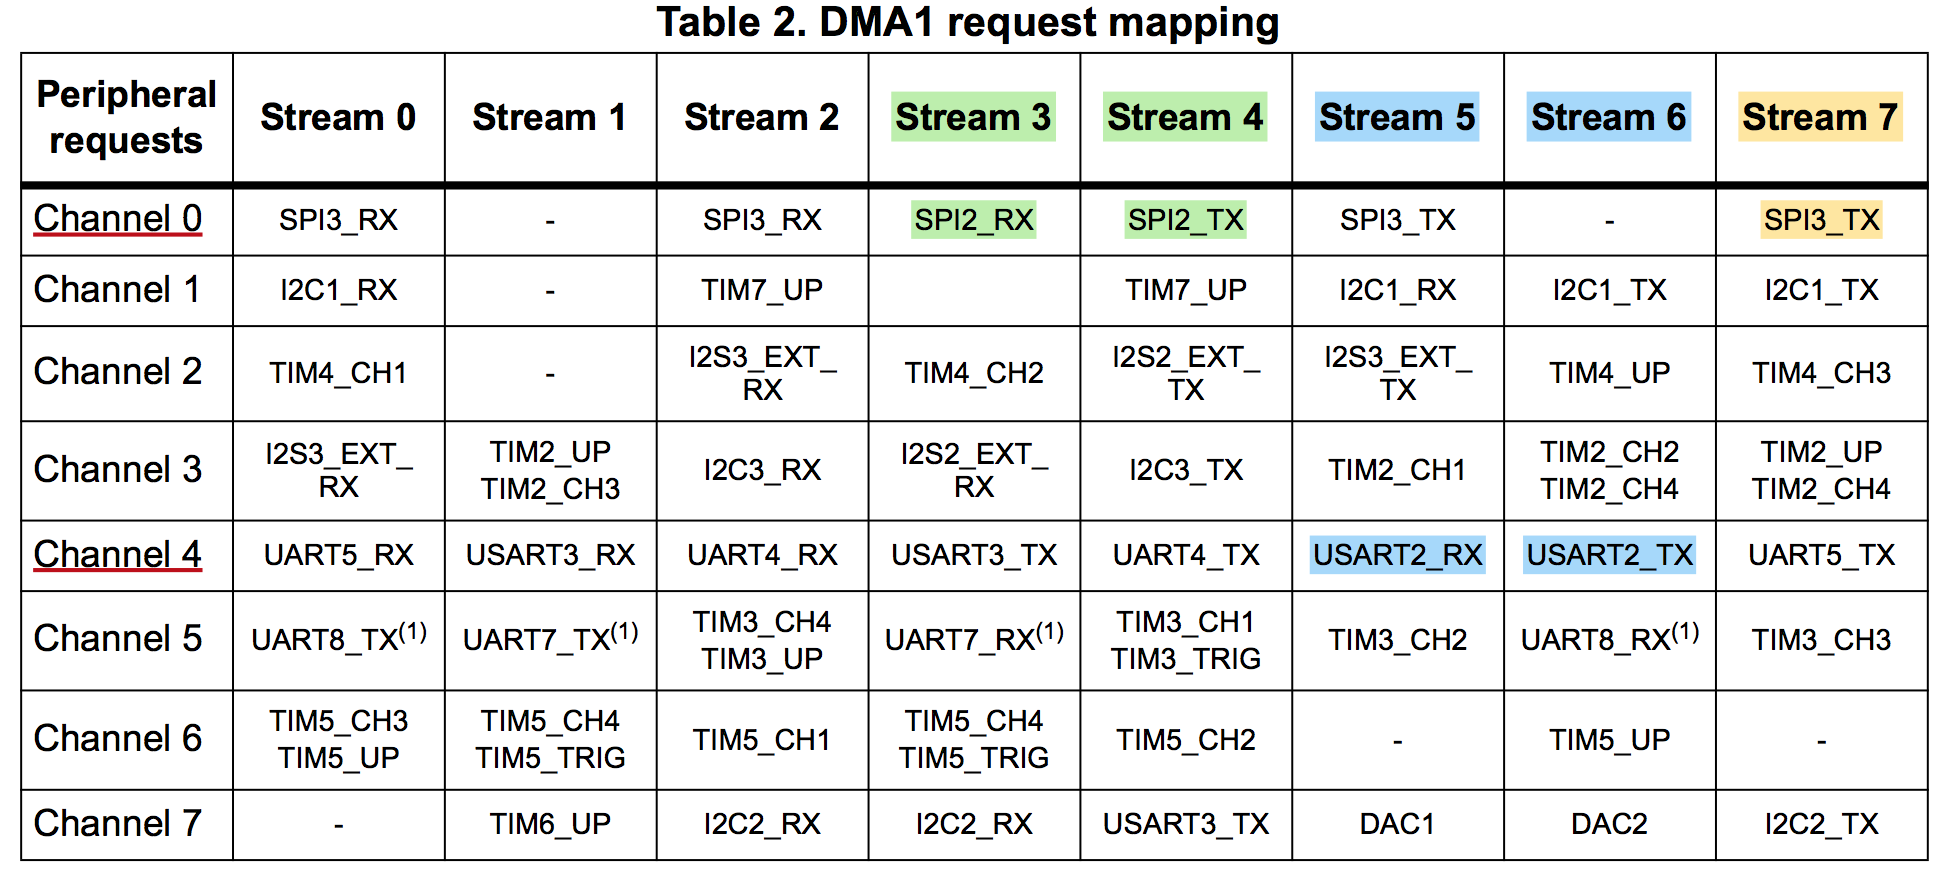 Table 2. DMA1 request mapping
Peripheral requests | Stream 0 | Stream 1 | Stream 2 | Stream 3 | Stream 4 | Stream 5 | Stream 6 | Stream 7
Channel 0 | SPI3_RX | - | SPI3_RX | SPI2_RX | SPI2_TX | SPI3_TX | - | SPI3_TX
Channel 1 | I2C1_RX | - | TIM7_UP | | TIM7_UP | I2C1_RX | I2C1_TX | I2C1_TX
Channel 2 | TIM4_CH1 | - | I2S3_EXT_RX | TIM4_CH2 | I2S2_EXT_TX | I2S3_EXT_TX | TIM4_UP | TIM4_CH3
Channel 3 | I2S3_EXT_RX | TIM2_UP TIM2_CH3 | I2C3_RX | I2S2_EXT_RX | I2C3_TX | TIM2_CH1 | TIM2_CH2 TIM2_CH4 | TIM2_UP TIM2_CH4
Channel 4 | UART5_RX | USART3_RX | UART4_RX | USART3_TX | UART4_TX | USART2_RX | USART2_TX | UART5_TX
Channel 5 | UART8_TX(1) | UART7_TX(1) | TIM3_CH4 TIM3_UP | UART7_RX(1) | TIM3_CH1 TIM3_TRIG | TIM3_CH2 | UART8_RX(1) | TIM3_CH3
Channel 6 | TIM5_CH3 TIM5_UP | TIM5_CH4 TIM5_TRIG | TIM5_CH1 | TIM5_CH4 TIM5_TRIG | TIM5_CH2 | - | TIM5_UP | -
Channel 7 | - | TIM6_UP | I2C2_RX | I2C2_RX | USART3_TX | DAC1 | DAC2 | I2C2_TX